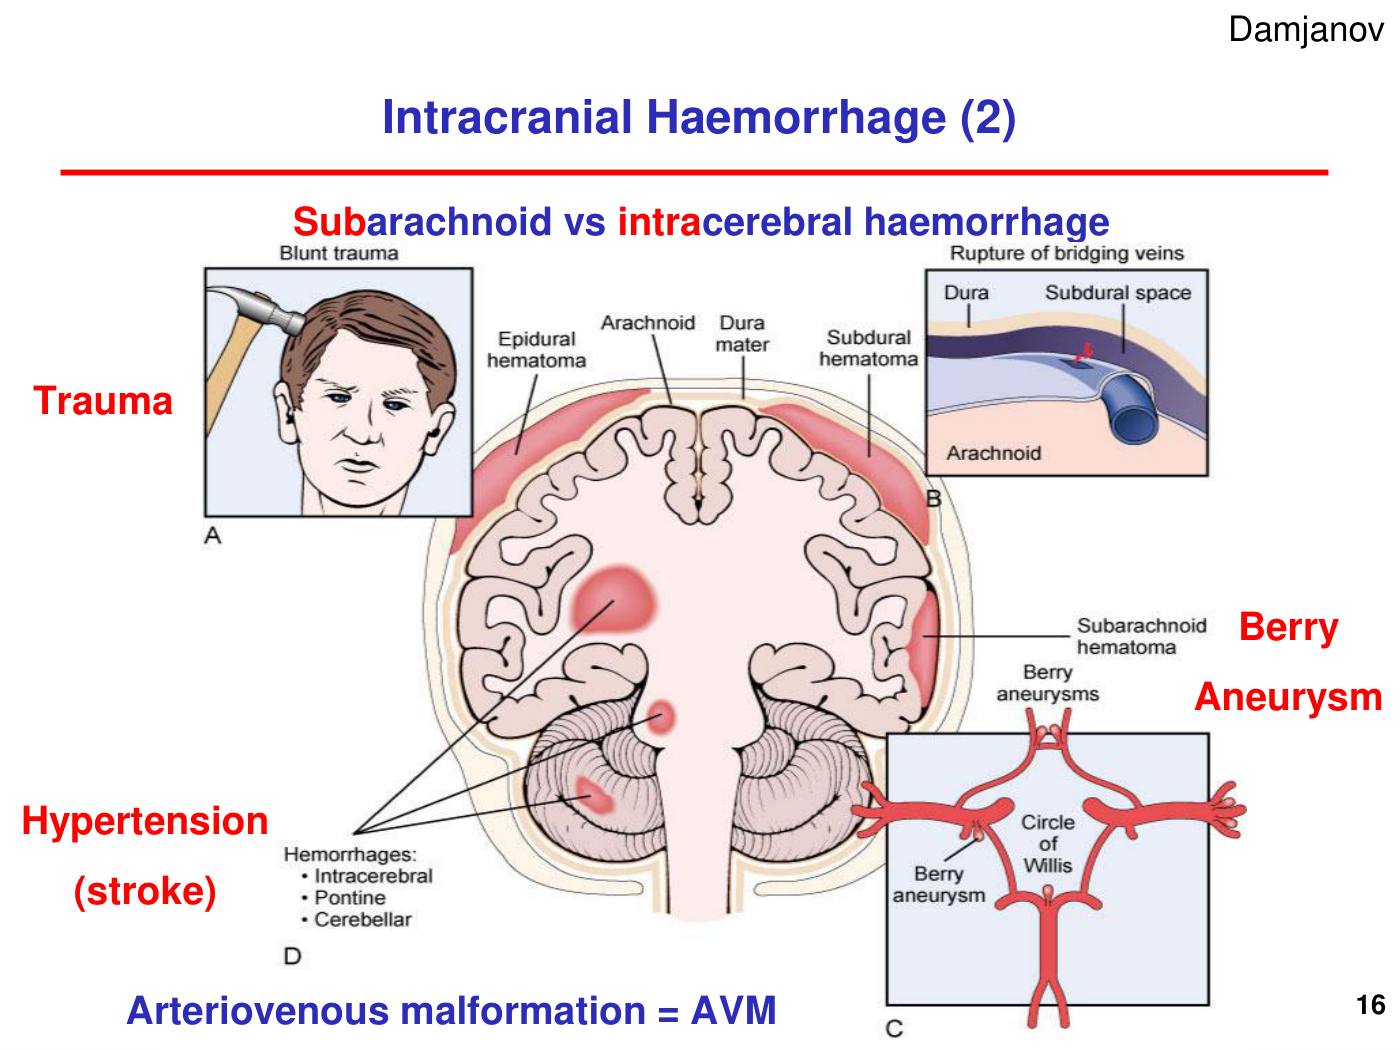 Damjanov
Intracranial Haemorrhage (2)
Subarachnoid vs intracerebral haemorrhage
Blunt trauma
Rupture of bridging veins
Dura
Subdural space
Arachnoid
B
Epidural
hematoma
Arachnoid
Dura
mater
Subdural
hematoma
Trauma
A
Subarachnoid
hematoma
Berry
Aneurysm
Berry
aneurysms
Circle
of
Willis
Berry
aneurysm
C
Hypertension
(stroke)
Hemorrhages:
• Intracerebral
• Pontine
• Cerebellar
D
Arteriovenous malformation = AVM
16